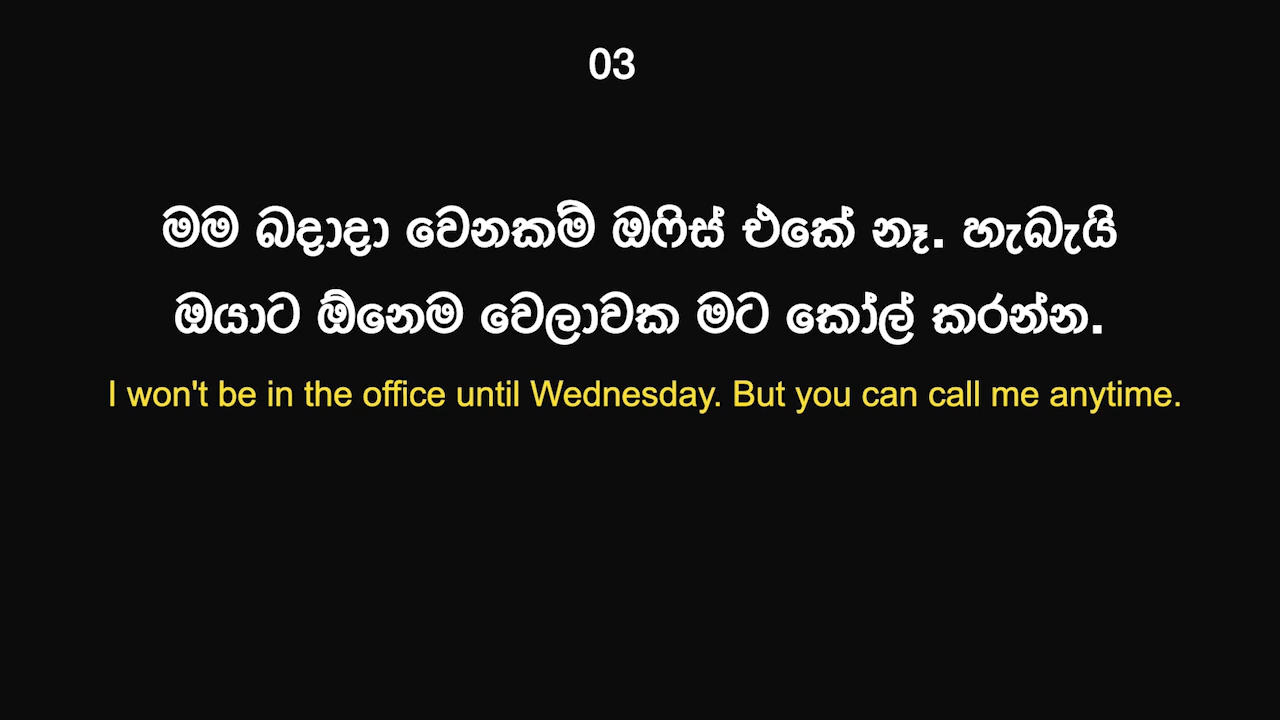 03
මම බදාදා වෙනකම් ඔෆිස් එකේ නෑ. හැබැයි
ඔයාට ඕනෙම වෙලාවක මට කෝල් කරන්න.
I won't be in the office until Wednesday. But you can call me anytime.